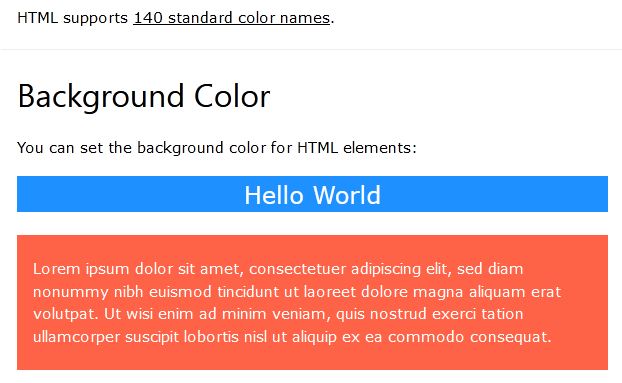 HTML supports 140 standard color names.
Background Color
You can set the background color for HTML elements:
Hello World
Lorem ipsum dolor sit amet, consectetuer adipiscing elit, sed diam
nonummy nibh euismod tincidunt ut laoreet dolore magna aliquam erat
volutpat. Ut wisi enim ad minim veniam, quis nostrud exerci tation
ullamcorper suscipit lobortis nisl ut aliquip ex ea commodo consequat.